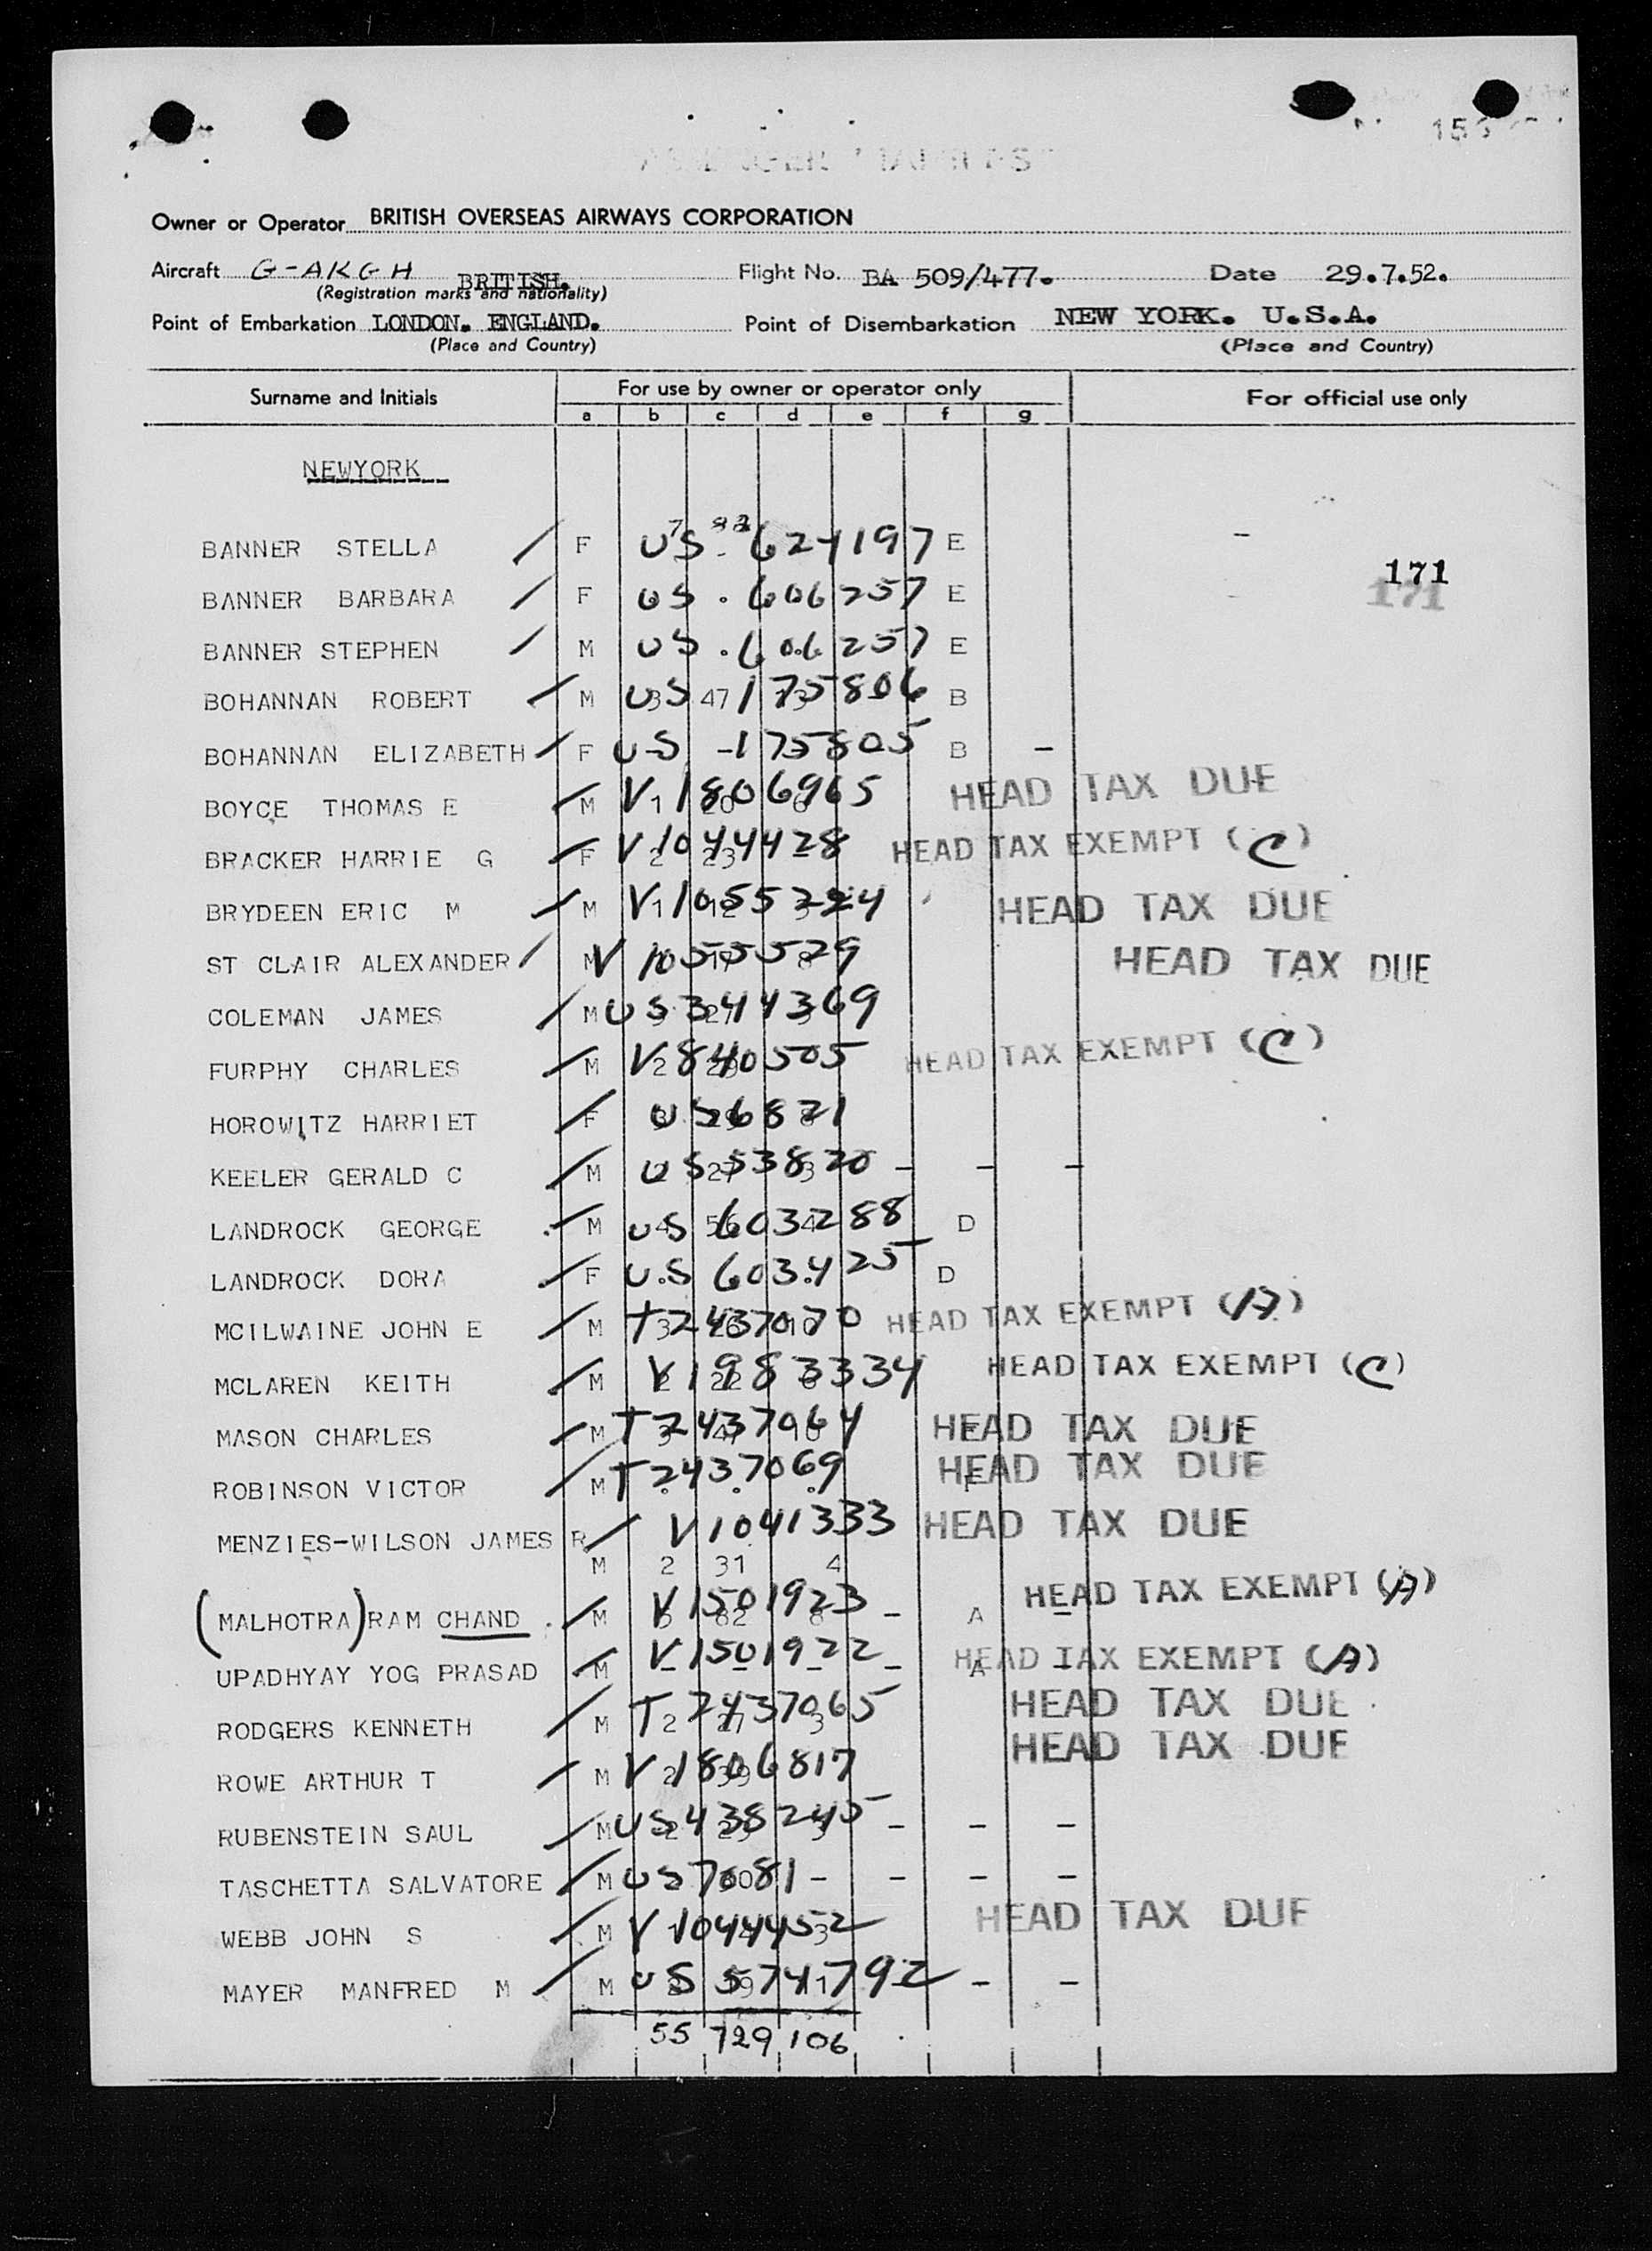 Owner or Operator BRITISH OVERSEAS AIRWAYS CORPORATION
Aircraft G-AKGH BRITISH. Flight No. BA 509/477. Date 29.7.52.
(Registration marks and nationality)
Point of Embarkation LONDON. ENGLAND. Point of Disembarkation NEW YORK. U.S.A.
(Place and Country) (Place and Country)
Surname and Initials For use by owner or operator only For official use only
a b c d e f g
NEWYORK
BANNER STELLA / F US 624197 E -
171
171
BANNER BARBARA / F US. 606257 E
BANNER STEPHEN / M US. 606257 E
BOHANNAN ROBERT / M US 175806 B
BOHANNAN ELIZABETH / F US -175805 B -
BOYCE THOMAS E / M V1806965 HEAD TAX DUE
BRACKER HARRIE G / F V1044428 HEAD TAX EXEMPT (C)
BRYDEEN ERIC M / M V1055224 HEAD TAX DUE
ST CLAIR ALEXANDER / M V1055529 HEAD TAX DUE
COLEMAN JAMES / M US 3444369
FURPHY CHARLES / M V840505 HEAD TAX EXEMPT (C)
HOROWITZ HARRIET / F US6821
KEELER GERALD C / M US 53820 - - -
LANDROCK GEORGE / M US 603288 D
LANDROCK DORA / F U.S 603425 D
MCILWAINE JOHN E / M T2437070 HEAD TAX EXEMPT (A)
MCLAREN KEITH / M V1983334 HEAD TAX EXEMPT (C)
MASON CHARLES / M T2437064 HEAD TAX DUE
ROBINSON VICTOR / M T2437069 HEAD TAX DUE
MENZIES-WILSON JAMES R / V1041333 HEAD TAX DUE
M 2 31 4
(MALHOTRA) RAM CHAND / M V1501923 - A - HEAD TAX EXEMPT (A)
UPADHYAY YOG PRASAD / M V1501922 - A - HEAD TAX EXEMPT (A)
RODGERS KENNETH / M T2437065 HEAD TAX DUE
ROWE ARTHUR T / M V1806817 HEAD TAX DUE
RUBENSTEIN SAUL / M US438245 - - -
TASCHETTA SALVATORE / M US 7081 - - - -
WEBB JOHN S / M V1044452 HEAD TAX DUE
MAYER MANFRED M / M US 5741792 - -
55 729 106